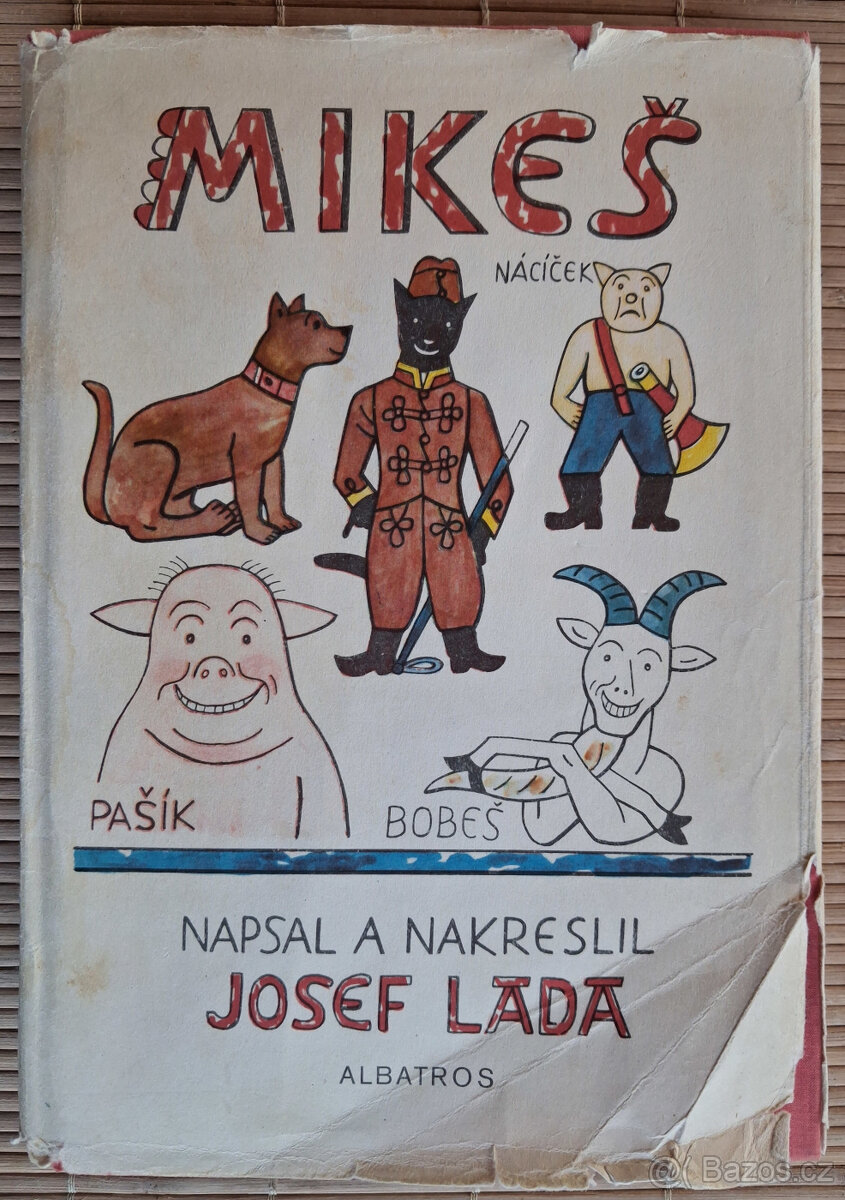 MIKEŠ
NÁCÍČEK
PAŠÍK
BOBEŠ
NAPSAL A NAKRESLIL
JOSEF LADA
ALBATROS
@ Bazos.cz